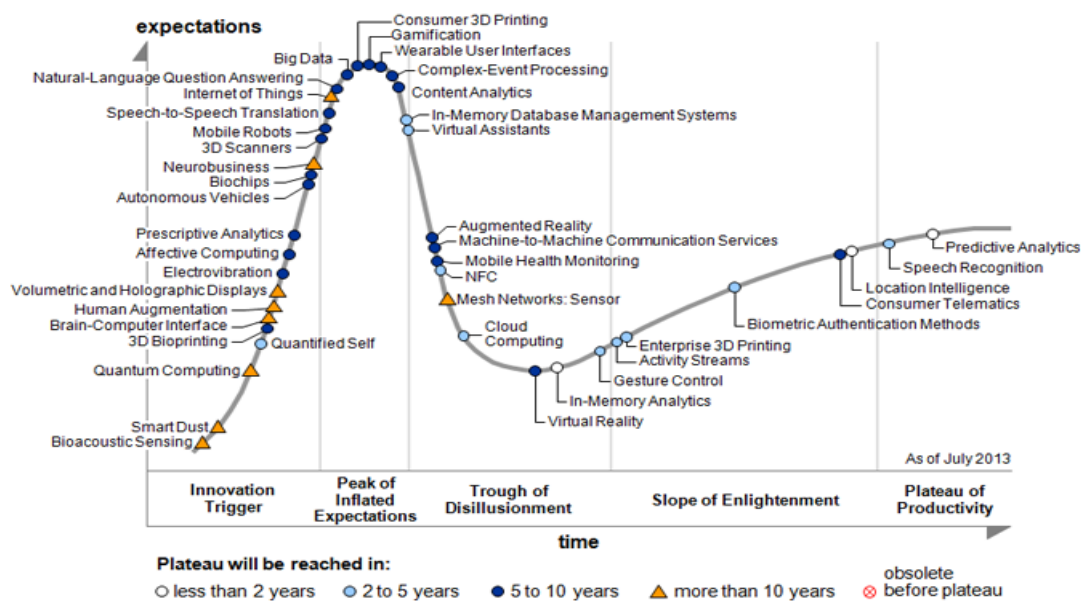 expectations
Consumer 3D Printing
Gamification
Wearable User Interfaces
Big Data
Complex-Event Processing
Natural-Language Question Answering
Internet of Things
Content Analytics
Speech-to-Speech Translation
In-Memory Database Management Systems
Mobile Robots
Virtual Assistants
3D Scanners
Neurobusiness
Biochips
Autonomous Vehicles
Augmented Reality
Prescriptive Analytics
Machine-to-Machine Communication Services
Predictive Analytics
Affective Computing
Mobile Health Monitoring
Speech Recognition
Electrovibration
NFC
Location Intelligence
Volumetric and Holographic Displays
Mesh Networks: Sensor
Consumer Telematics
Human Augmentation
Brain-Computer Interface
Biometric Authentication Methods
3D Bioprinting
Quantified Self
Cloud
Computing
Enterprise 3D Printing
Activity Streams
Quantum Computing
Gesture Control
In-Memory Analytics
Virtual Reality
Smart Dust
Bioacoustic Sensing
As of July 2013
Innovation
Trigger
Peak of
Inflated
Expectations
Trough of
Disillusionment
Slope of Enlightenment
Plateau of
Productivity
time
Plateau will be reached in:
less than 2 years
2 to 5 years
5 to 10 years
more than 10 years
obsolete
before plateau